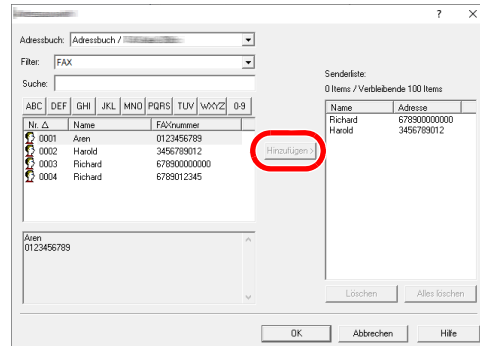 ? ×
Adressbuch: Adressbuch /
Filter: FAX
Suche:
ABC DEF GHI JKL MNO PQRS TUV WXYZ 0-9
Nr. △ Name FAXnummer
0001 Aren 0123456789
0002 Harold 3456789012
0003 Richard 678900000000
0004 Richard 6789012345
Aren
0123456789
Hinzufügen >
Senderliste:
0 Items / Verbleibende 100 Items
Name Adresse
Richard 678900000000
Harold 3456789012
Löschen Alles löschen
OK Abbrechen Hilfe